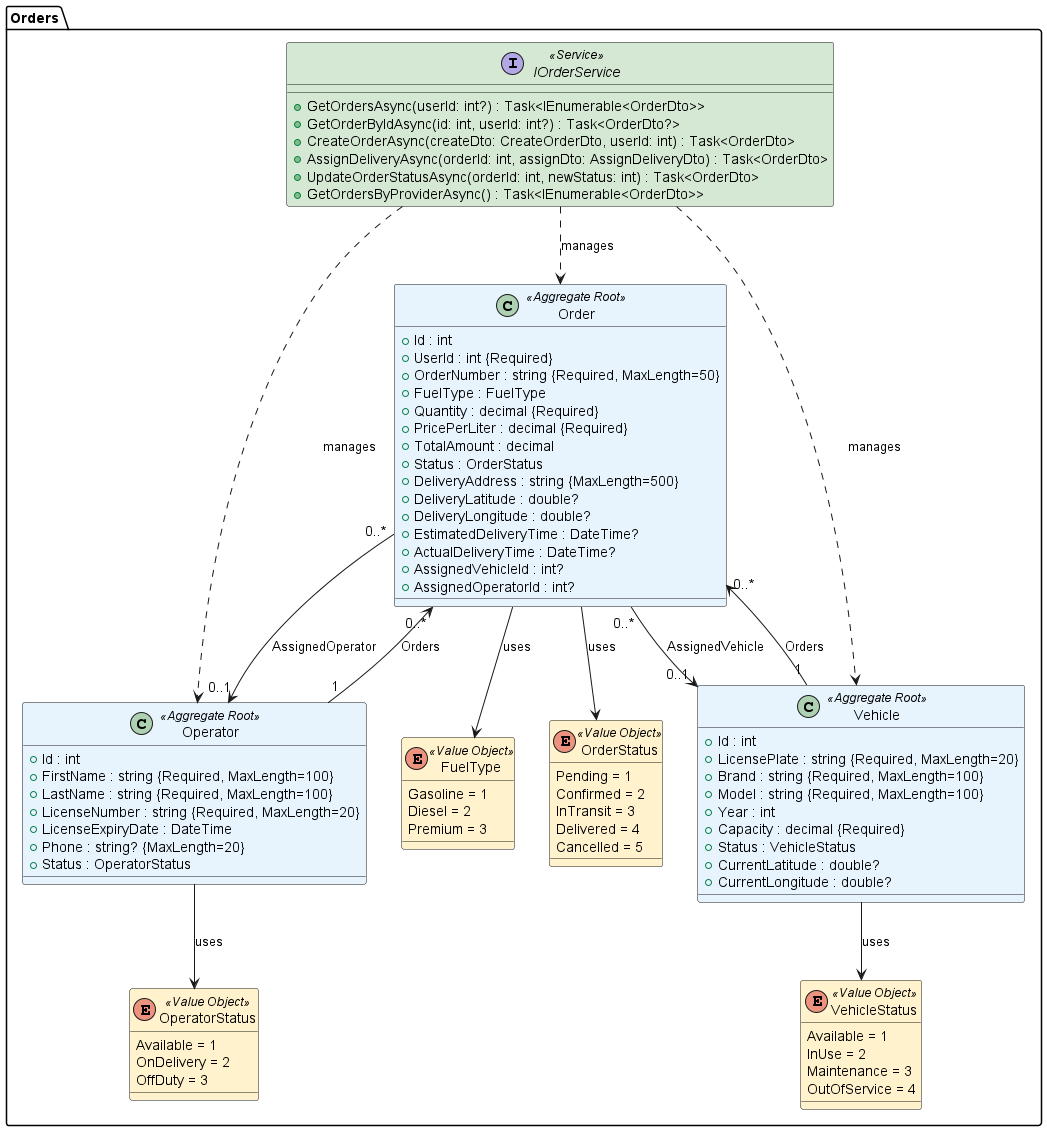 Orders
«Service»
I
IOrderService
GetOrdersAsync(userId: int?) : Task<IEnumerable<OrderDto>>
GetOrderByIdAsync(id: int, userId: int?) : Task<OrderDto?>
CreateOrderAsync(createDto: CreateOrderDto, userId: int) : Task<OrderDto>
AssignDeliveryAsync(orderId: int, assignDto: AssignDeliveryDto) : Task<OrderDto>
UpdateOrderStatusAsync(orderId: int, newStatus: int) : Task<OrderDto>
GetOrdersByProviderAsync() : Task<IEnumerable<OrderDto>>
manages
«Aggregate Root»
C
Order
Id : int
UserId : int {Required}
OrderNumber : string {Required, MaxLength=50}
FuelType : FuelType
Quantity : decimal {Required}
PricePerLiter : decimal {Required}
TotalAmount : decimal
Status : OrderStatus
DeliveryAddress : string {MaxLength=500}
DeliveryLatitude : double?
DeliveryLongitude : double?
EstimatedDeliveryTime : DateTime?
ActualDeliveryTime : DateTime?
AssignedVehicleId : int?
AssignedOperatorId : int?
manages
manages
0..*
0..*
0..*
0..*
AssignedOperator
Orders
uses
uses
AssignedVehicle
Orders
0..1
1
0..1
1
«Aggregate Root»
C
Operator
Id : int
FirstName : string {Required, MaxLength=100}
LastName : string {Required, MaxLength=100}
LicenseNumber : string {Required, MaxLength=20}
LicenseExpiryDate : DateTime
Phone : string? {MaxLength=20}
Status : OperatorStatus
«Value Object»
E
FuelType
Gasoline = 1
Diesel = 2
Premium = 3
«Value Object»
E
OrderStatus
Pending = 1
Confirmed = 2
InTransit = 3
Delivered = 4
Cancelled = 5
«Aggregate Root»
C
Vehicle
Id : int
LicensePlate : string {Required, MaxLength=20}
Brand : string {Required, MaxLength=100}
Model : string {Required, MaxLength=100}
Year : int
Capacity : decimal {Required}
Status : VehicleStatus
CurrentLatitude : double?
CurrentLongitude : double?
uses
uses
«Value Object»
E
OperatorStatus
Available = 1
OnDelivery = 2
OffDuty = 3
«Value Object»
E
VehicleStatus
Available = 1
InUse = 2
Maintenance = 3
OutOfService = 4